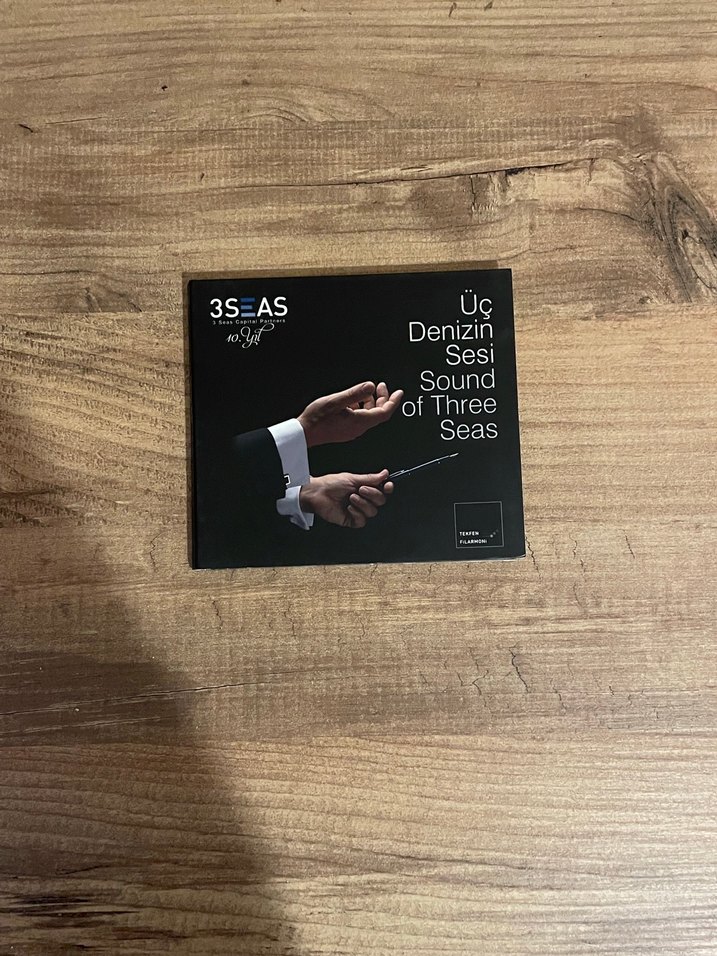 3SEAS
3 Seas Capital Partners
10. Yıl
Üç
Denizin
Sesi
Sound
of Three
Seas
TEKFEN
FİLARMONİ